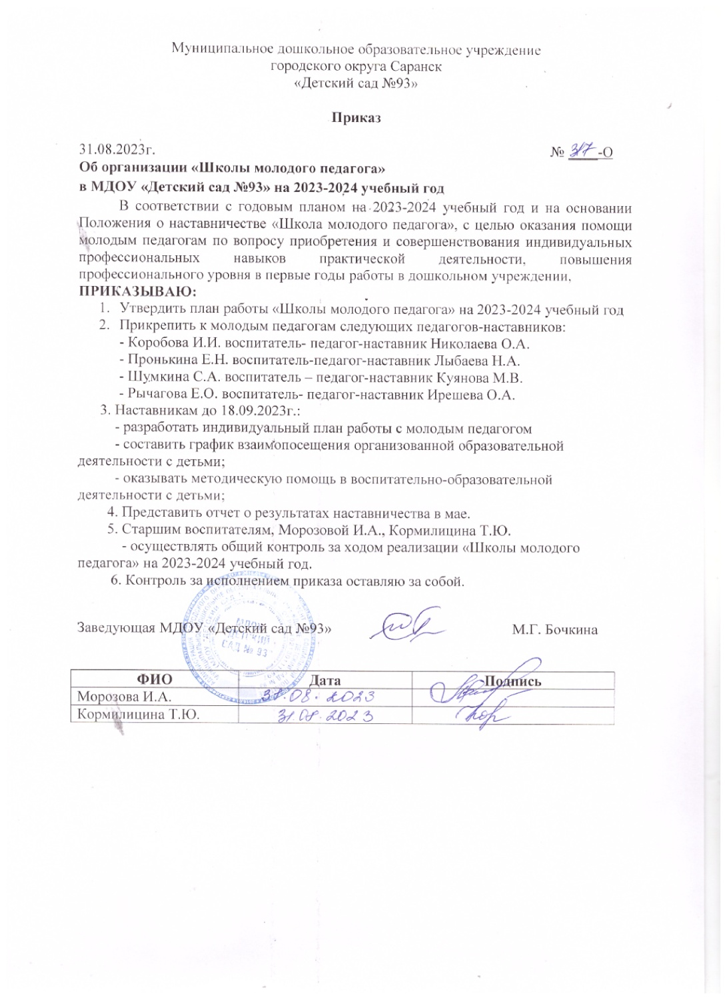 Муниципальное дошкольное образовательное учреждение
городского округа Саранск
«Детский сад №93»
Приказ
31.08.2023г.
№ 317-О
Об организации «Школы молодого педагога»
в МДОУ «Детский сад №93» на 2023-2024 учебный год
В соответствии с годовым планом на 2023-2024 учебный год и на основании
Положения о наставничестве «Школа молодого педагога», с целью оказания помощи
молодым педагогам по вопросу приобретения и совершенствования индивидуальных
профессиональных навыков практической деятельности, повышения
профессионального уровня в первые годы работы в дошкольном учреждении,
ПРИКАЗЫВАЮ:
1. Утвердить план работы «Школы молодого педагога» на 2023-2024 учебный год
2. Прикрепить к молодым педагогам следующих педагогов-наставников:
- Коробова И.И. воспитатель- педагог-наставник Николаева О.А.
- Пронькина Е.Н. воспитатель-педагог-наставник Лыбаева Н.А.
- Шумкина С.А. воспитатель – педагог-наставник Куянова М.В.
- Рычагова Е.О. воспитатель- педагог-наставник Ирешева О.А.
3. Наставникам до 18.09.2023г.:
- разработать индивидуальный план работы с молодым педагогом
- составить график взаимопосещения организованной образовательной
деятельности с детьми;
- оказывать методическую помощь в воспитательно-образовательной
деятельности с детьми;
4. Представить отчет о результатах наставничества в мае.
5. Старшим воспитателям, Морозовой И.А., Кормилицина Т.Ю.
- осуществлять общий контроль за ходом реализации «Школы молодого
педагога» на 2023-2024 учебный год.
6. Контроль за исполнением приказа оставляю за собой.
Заведующая МДОУ «Детский сад №93»
М.Г. Бочкина
МДОУ
"ДЕТСКИЙ
САД № 93"
ФИО Дата Подпись
Морозова И.А. 31.08.2023
Кормилицина Т.Ю. 31.08.2023